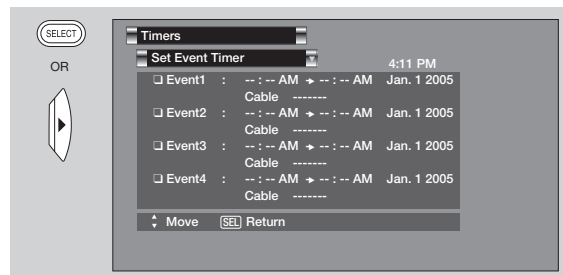 SELECT
OR
Timers
Set Event Timer
4:11 PM
❏ Event1 : -- : -- AM ➔ -- : -- AM Jan. 1 2005
Cable -------
❏ Event2 : -- : -- AM ➔ -- : -- AM Jan. 1 2005
Cable -------
❏ Event3 : -- : -- AM ➔ -- : -- AM Jan. 1 2005
Cable -------
❏ Event4 : -- : -- AM ➔ -- : -- AM Jan. 1 2005
Cable -------
Move SEL Return